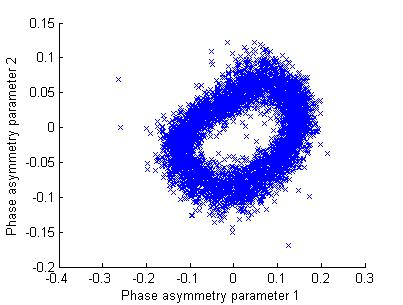 0.15
0.1
0.05
0
-0.05
-0.1
-0.15
-0.2
-0.4 -0.3 -0.2 -0.1 0 0.1 0.2 0.3
Phase asymmetry parameter 1
Phase asymmetry parameter 2